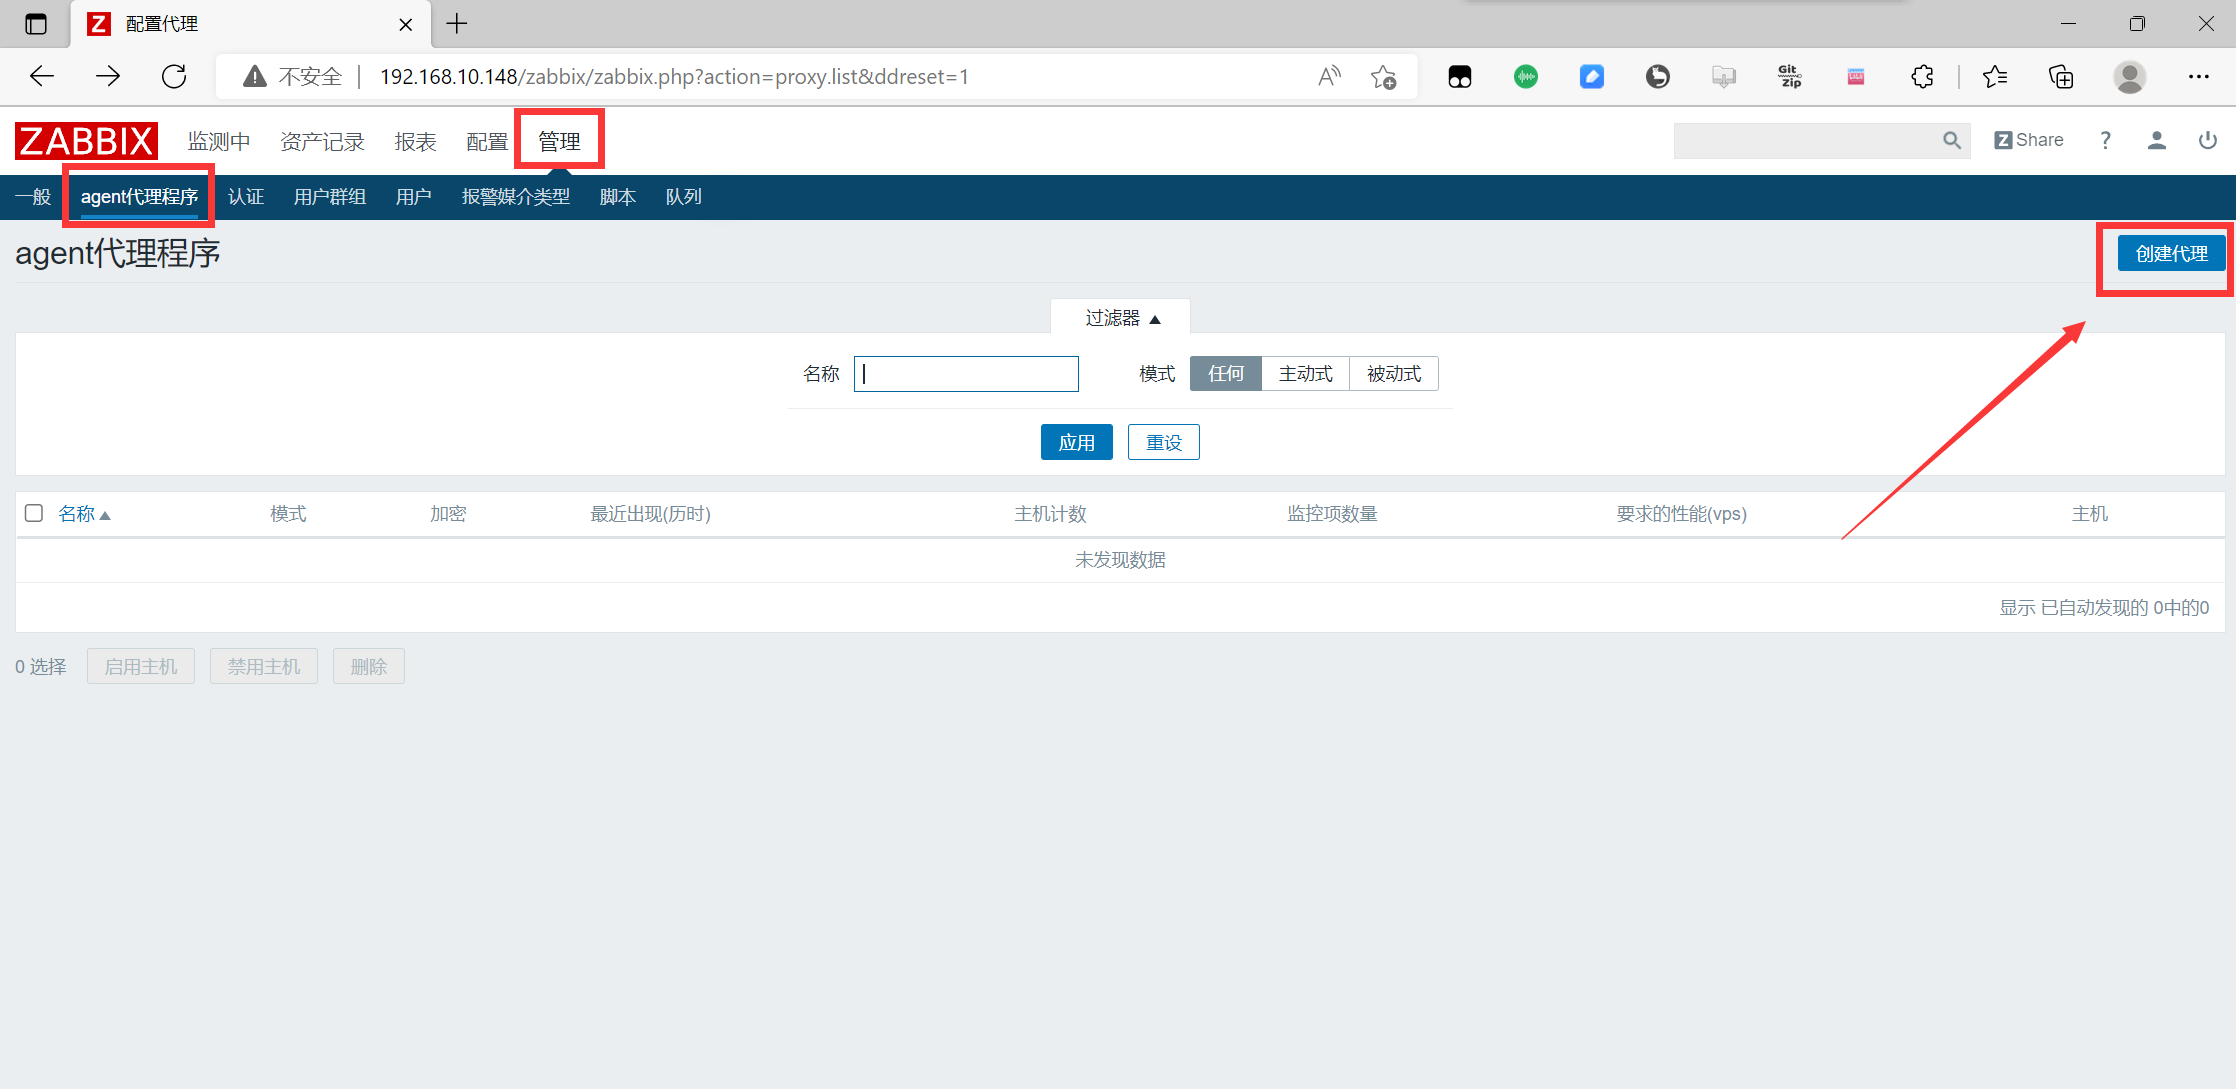 配置代理
不安全 192.168.10.148/zabbix/zabbix.php?action=proxy.list&ddreset=1
Git Zip
ZABBIX 监测中 资产记录 报表 配置 管理 Z Share ?
一般 agent代理程序 认证 用户群组 用户 报警媒介类型 脚本 队列
agent代理程序 创建代理
过滤器 ▲
名称 模式 任何 主动式 被动式
应用 重设
名称▲ 模式 加密 最近出现(历时) 主机计数 监控项数量 要求的性能(vps) 主机
未发现数据
显示 已自动发现的 0中的0
0 选择 启用主机 禁用主机 删除